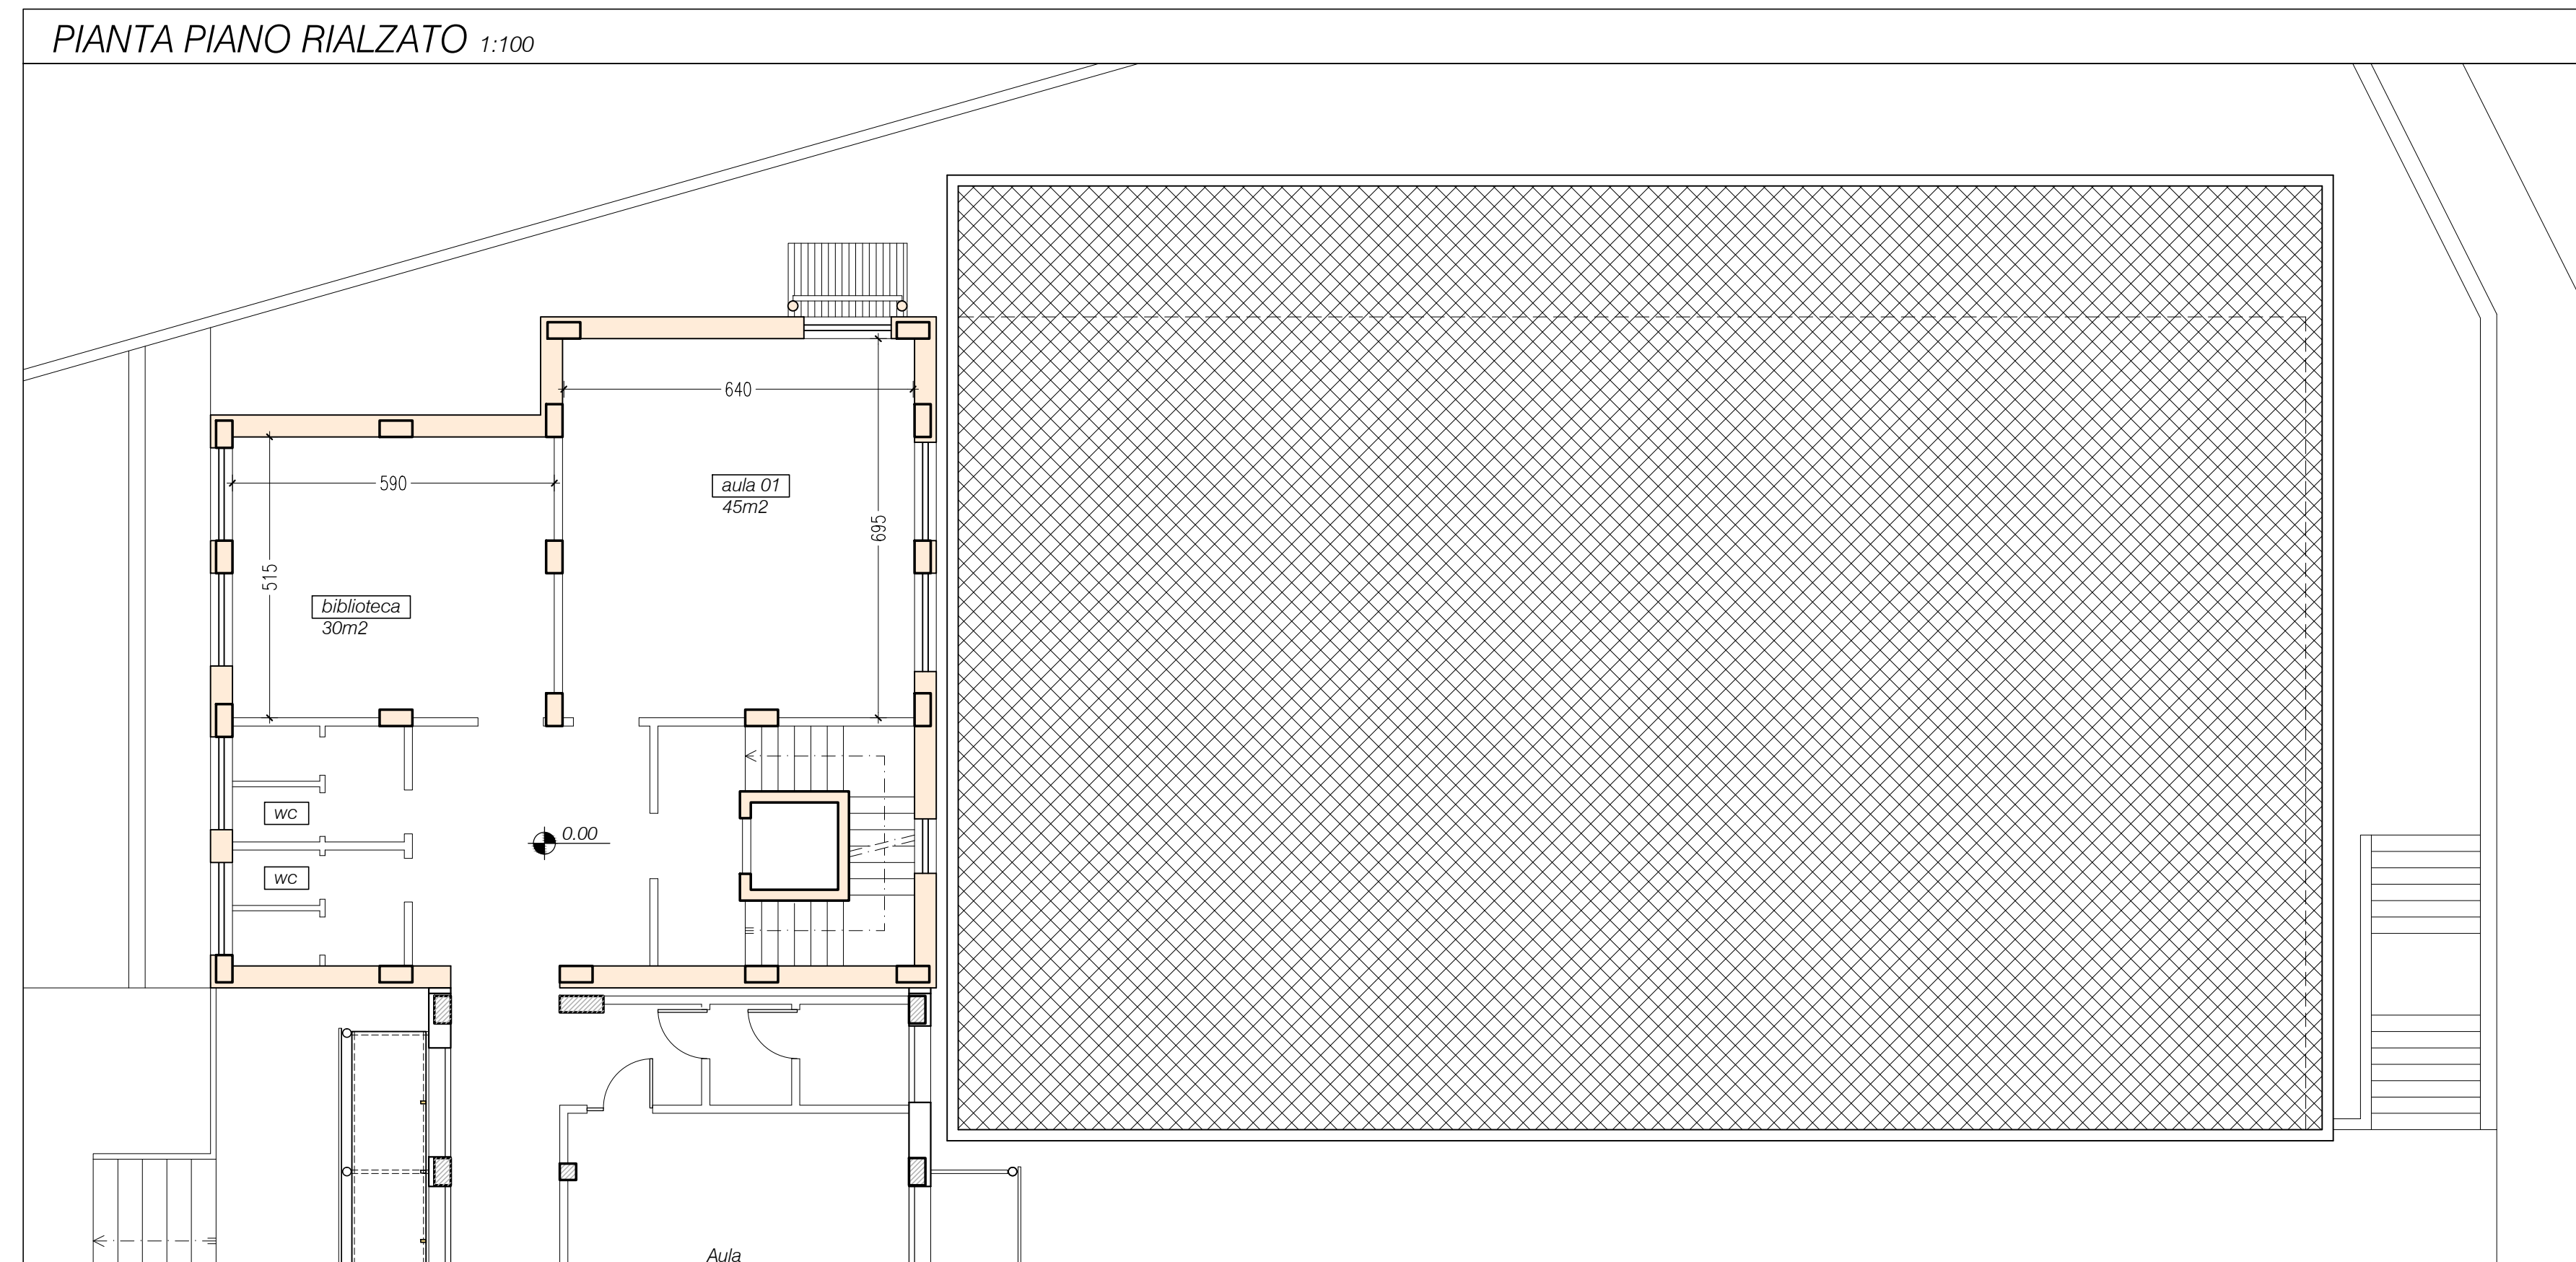 PIANTA PIANO RIALZATO 1:100
640
590
aula 01
45m2
695
515
biblioteca
30m2
wc
0.00
wc
Aula